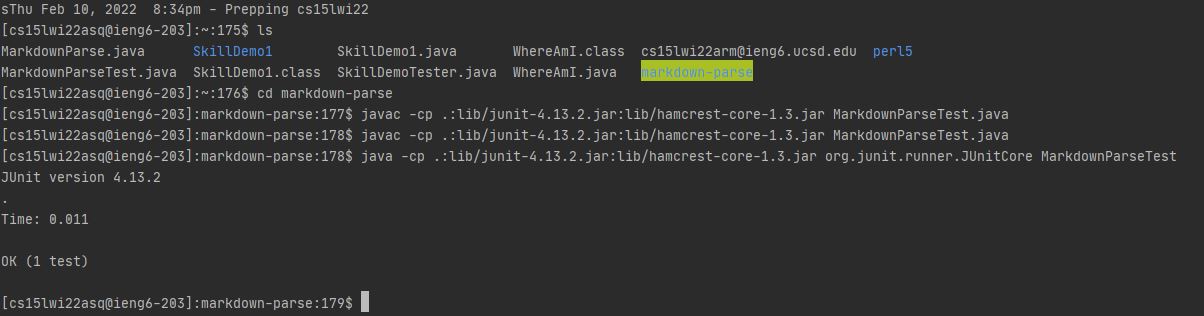 sThu Feb 10, 2022  8:34pm - Prepping cs15lwi22
[cs15lwi22asq@ieng6-203]:~:175$ ls
MarkdownParse.java      SkillDemo1        SkillDemo1.java       WhereAmI.class  cs15lwi22arm@ieng6.ucsd.edu  perl5
MarkdownParseTest.java  SkillDemo1.class  SkillDemoTester.java  WhereAmI.java   markdown-parse
[cs15lwi22asq@ieng6-203]:~:176$ cd markdown-parse
[cs15lwi22asq@ieng6-203]:markdown-parse:177$ javac -cp .:lib/junit-4.13.2.jar:lib/hamcrest-core-1.3.jar MarkdownParseTest.java
[cs15lwi22asq@ieng6-203]:markdown-parse:178$ javac -cp .:lib/junit-4.13.2.jar:lib/hamcrest-core-1.3.jar MarkdownParseTest.java
[cs15lwi22asq@ieng6-203]:markdown-parse:178$ java -cp .:lib/junit-4.13.2.jar:lib/hamcrest-core-1.3.jar org.junit.runner.JUnitCore MarkdownParseTest
JUnit version 4.13.2
.
Time: 0.011
OK (1 test)
[cs15lwi22asq@ieng6-203]:markdown-parse:179$